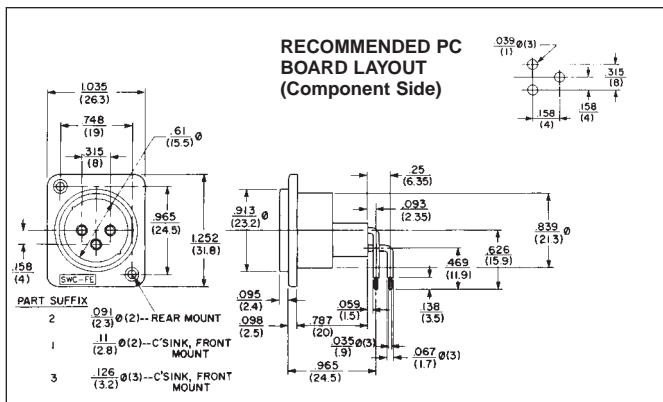 RECOMMENDED PC
BOARD LAYOUT
(Component Side)
.039 Ø(3)
(1)
.315
(8)
.158
(4)
.158
(4)
1.035
(26.3)
.748
(19)
.61 Ø
(15.5)
.315
(8)
.965
(24.5)
1.252
(31.8)
.158
(4)
SWC-FE
.25
(6.35)
.093
(2.35)
.913 Ø
(23.2)
.839 Ø
(21.3)
.626
(15.9)
.469
(11.9)
.095
(2.4)
.059
(1.5)
.138
(3.5)
.098
(2.5)
.787
(20)
.035 Ø(3)
(.9)
.067 Ø(3)
(1.7)
.965
(24.5)
PART SUFFIX
2 .091 Ø(2)--REAR MOUNT
(2.3)
1 .11 Ø(2)--C'SINK, FRONT
(2.8) MOUNT
3 .126 Ø(3)--C'SINK, FRONT
(3.2) MOUNT